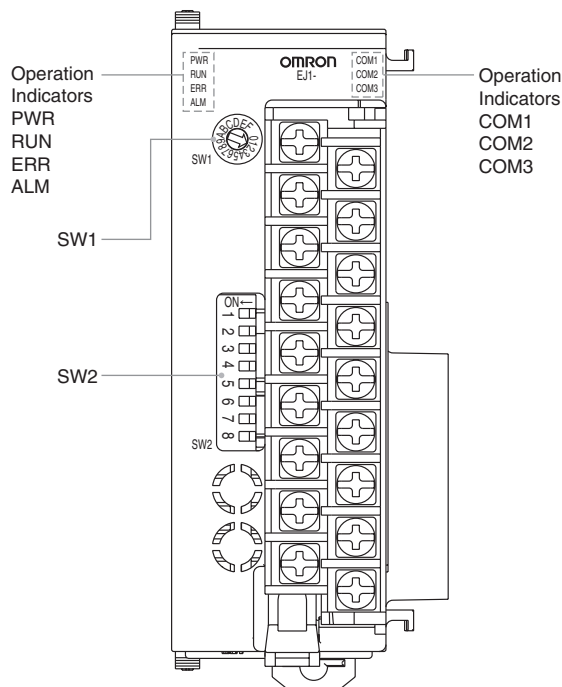 Operation
Indicators
PWR
RUN
ERR
ALM
SW1
SW2
PWR
RUN
ERR
ALM
OMRON
EJ1-
COM1
COM2
COM3
0123456789ABCDEF
SW1
ON←
1
2
3
4
5
6
7
8
SW2
Operation
Indicators
COM1
COM2
COM3